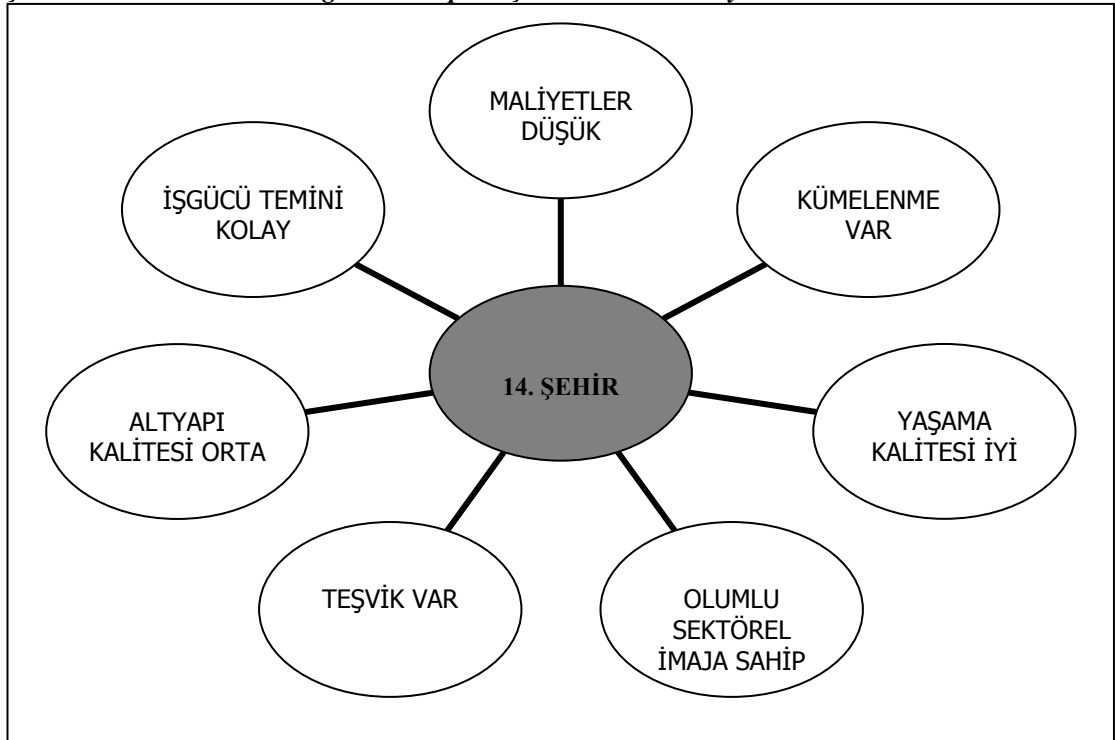 MALİYETLER
DÜŞÜK
İŞGÜCÜ TEMİNİ
KOLAY
KÜMELENME
VAR
14. ŞEHİR
ALTYAPI
KALİTESİ ORTA
YAŞAMA
KALİTESİ İYİ
TEŞVİK VAR
OLUMLU
SEKTÖREL
İMAJA SAHİP